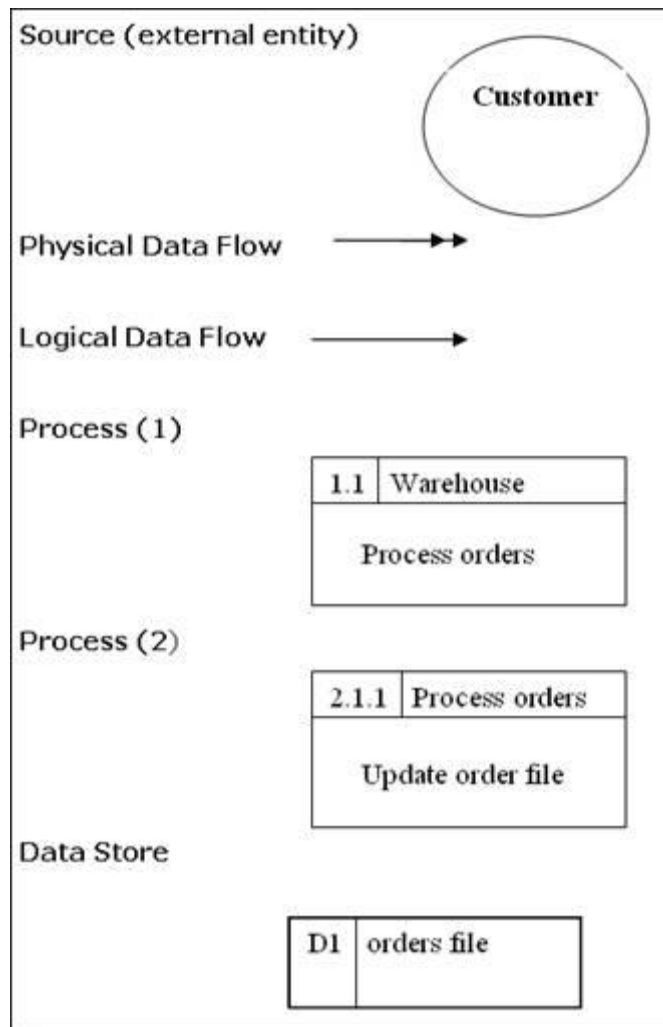 Source (external entity)
Customer
Physical Data Flow
Logical Data Flow
Process (1)
1.1 Warehouse
Process orders
Process (2)
2.1.1 Process orders
Update order file
Data Store
D1 orders file